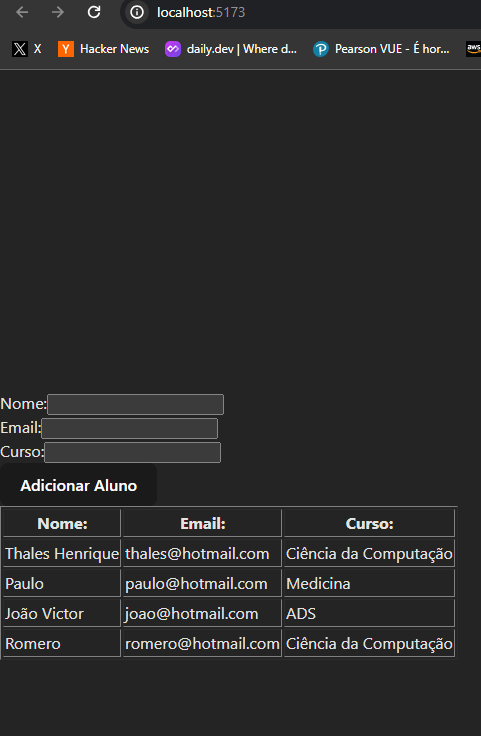 localhost:5173
X Hacker News daily.dev | Where d... Pearson VUE - É hor... aws
Nome:
Email:
Curso:
Adicionar Aluno
Nome: Email: Curso:
Thales Henrique thales@hotmail.com Ciência da Computação
Paulo paulo@hotmail.com Medicina
João Victor joao@hotmail.com ADS
Romero romero@hotmail.com Ciência da Computação